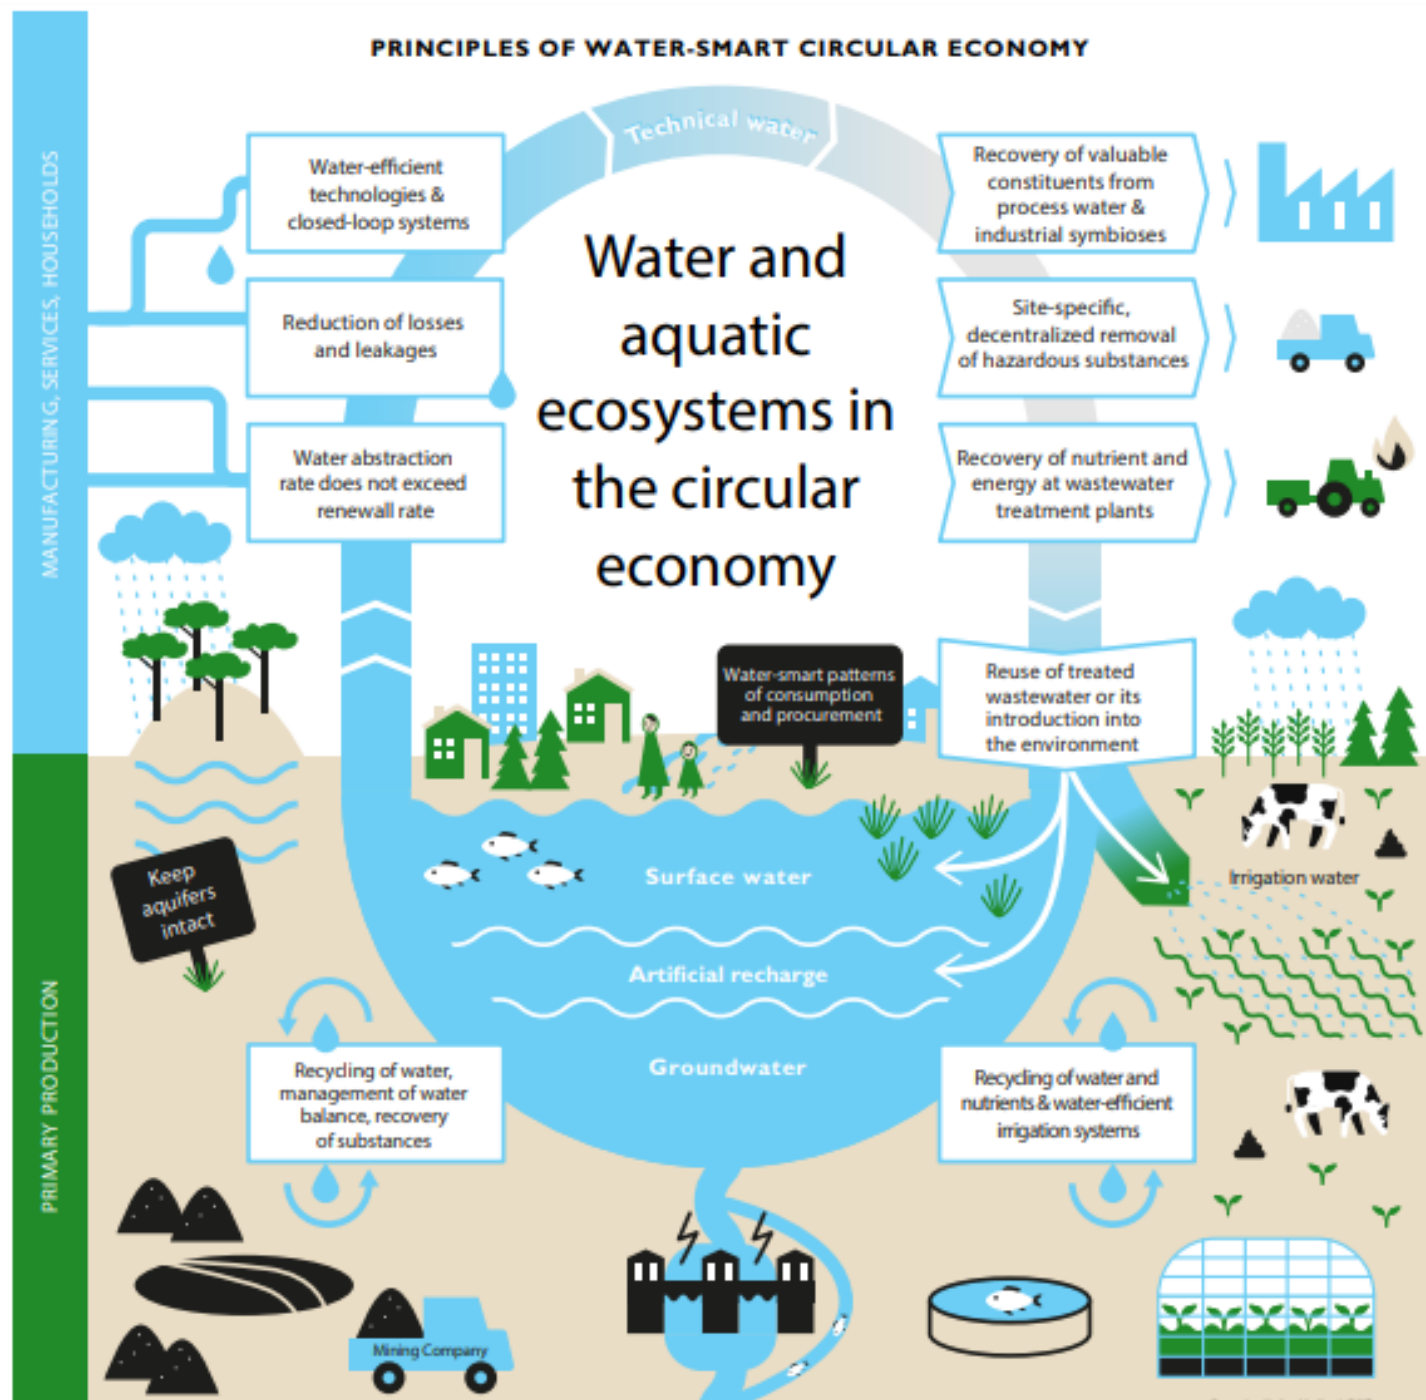 PRINCIPLES OF WATER-SMART CIRCULAR ECONOMY
MANUFACTURING, SERVICES, HOUSEHOLDS
PRIMARY PRODUCTION
Technical water
Water-efficient
technologies &
closed-loop systems
Reduction of losses
and leakages
Water abstraction
rate does not exceed
renewall rate
Water and
aquatic
ecosystems in
the circular
economy
Recovery of valuable
constituents from
process water &
industrial symbioses
Site-specific,
decentralized removal
of hazardous substances
Recovery of nutrient and
energy at wastewater
treatment plants
Water-smart patterns
of consumption
and procurement
Reuse of treated
wastewater or its
introduction into
the environment
Keep
aquifers
intact
Surface water
Irrigation water
Artificial recharge
Groundwater
Recycling of water,
management of water
balance, recovery
of substances
Recycling of water and
nutrients & water-efficient
irrigation systems
Mining Company